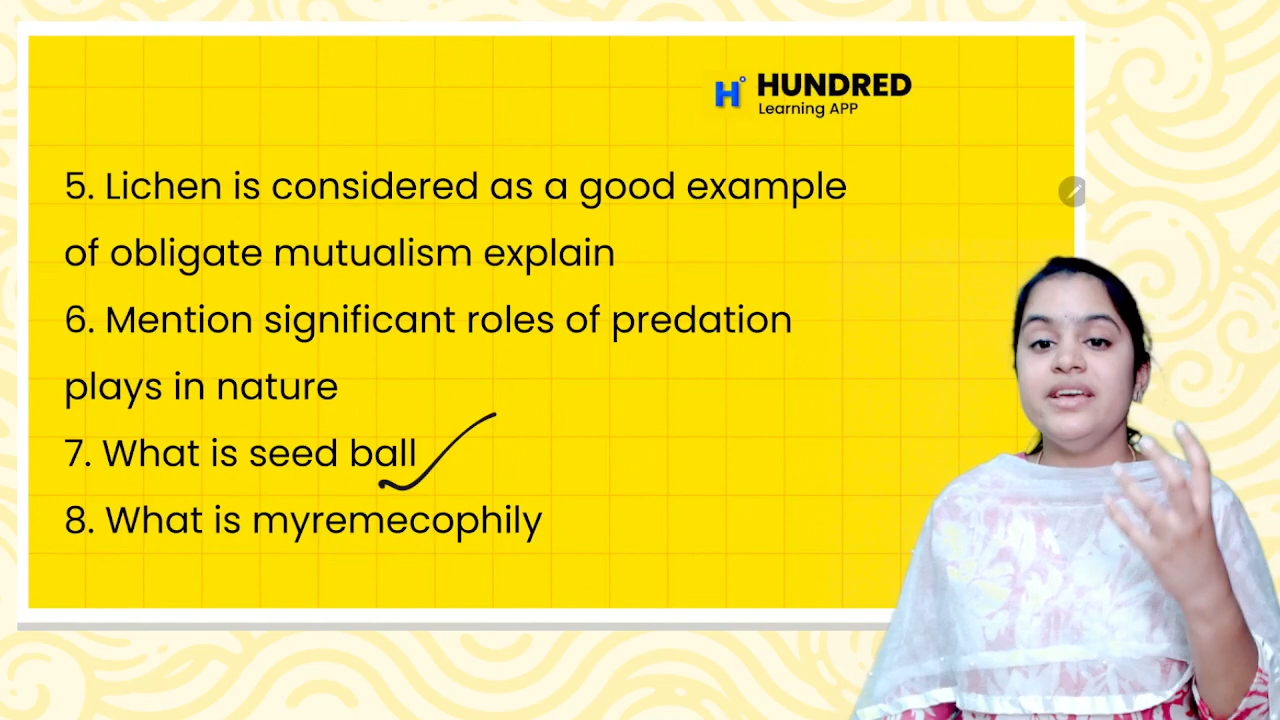 H HUNDRED
Learning APP
5. Lichen is considered as a good example
of obligate mutualism explain
6. Mention significant roles of predation
plays in nature
7. What is seed ball
8. What is myremecophily